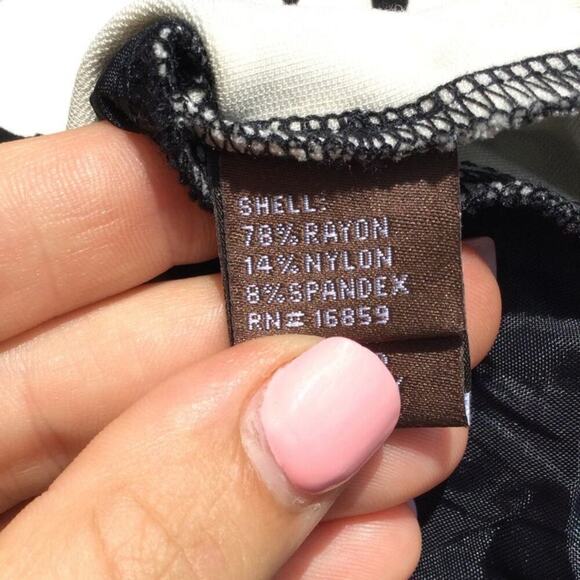 SHELL:
78% RAYON
14% NYLON
8% SPANDEX
RN# 16859